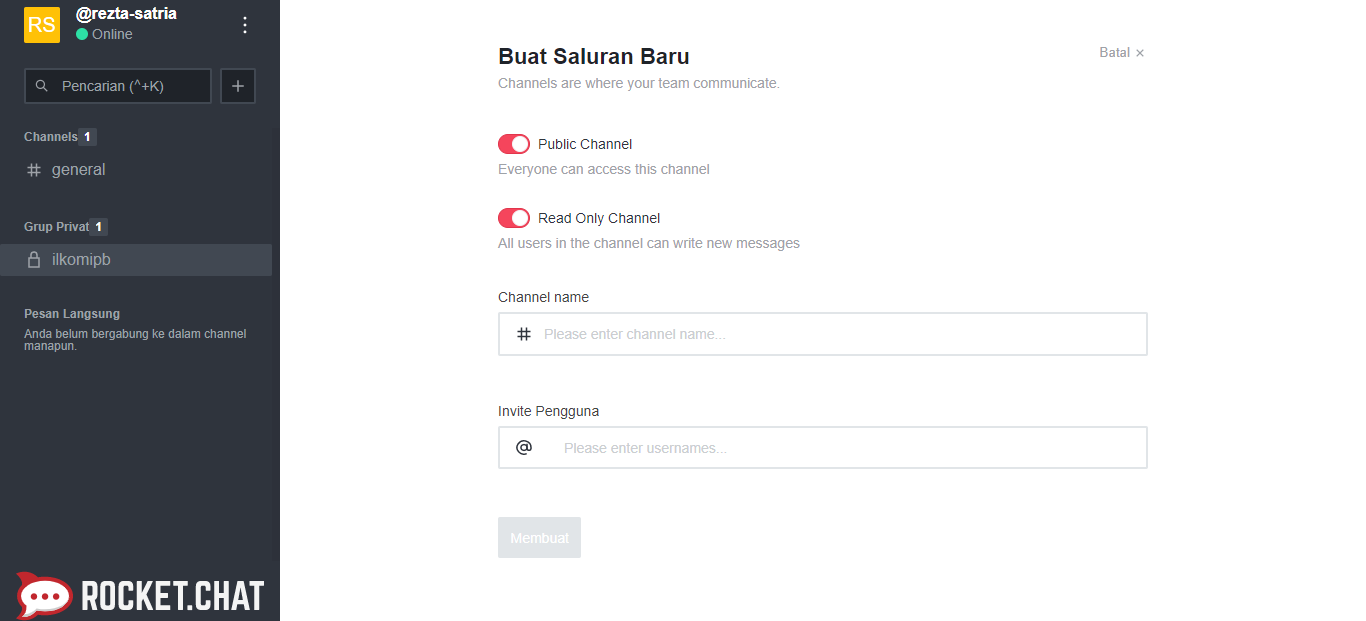 RS
@rezta-satria
Online
Pencarian (^+K)
Channels 1
general
Grup Privat 1
ilkomipb
Pesan Langsung
Anda belum bergabung ke dalam channel
manapun.
ROCKET.CHAT
Buat Saluran Baru
Batal ×
Channels are where your team communicate.
Public Channel
Everyone can access this channel
Read Only Channel
All users in the channel can write new messages
Channel name
# Please enter channel name...
Invite Pengguna
@ Please enter usernames...
Membuat